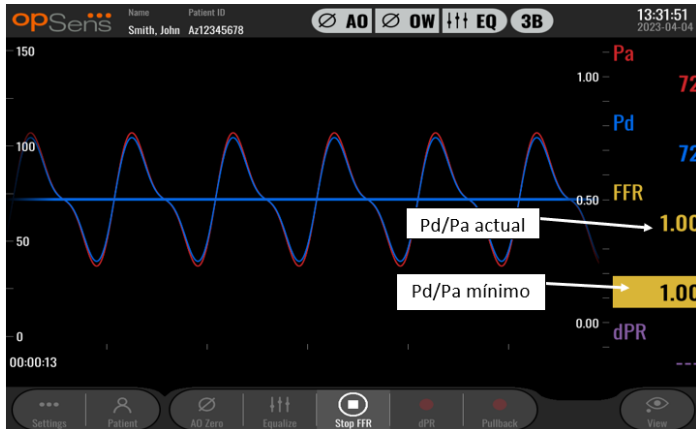 opSens
Name
Patient ID
Smith, John
Az12345678
AO
OW
EQ
3B
13:31:51
2023-04-04
150
100
50
0
00:00:13
1.00
0.50
0.00
Pa
72
Pd
72
FFR
Pd/Pa actual
1.00
Pd/Pa mínimo
1.00
dPR
---
Settings
Patient
AO Zero
Equalize
Stop FFR
dPR
Pullback
View